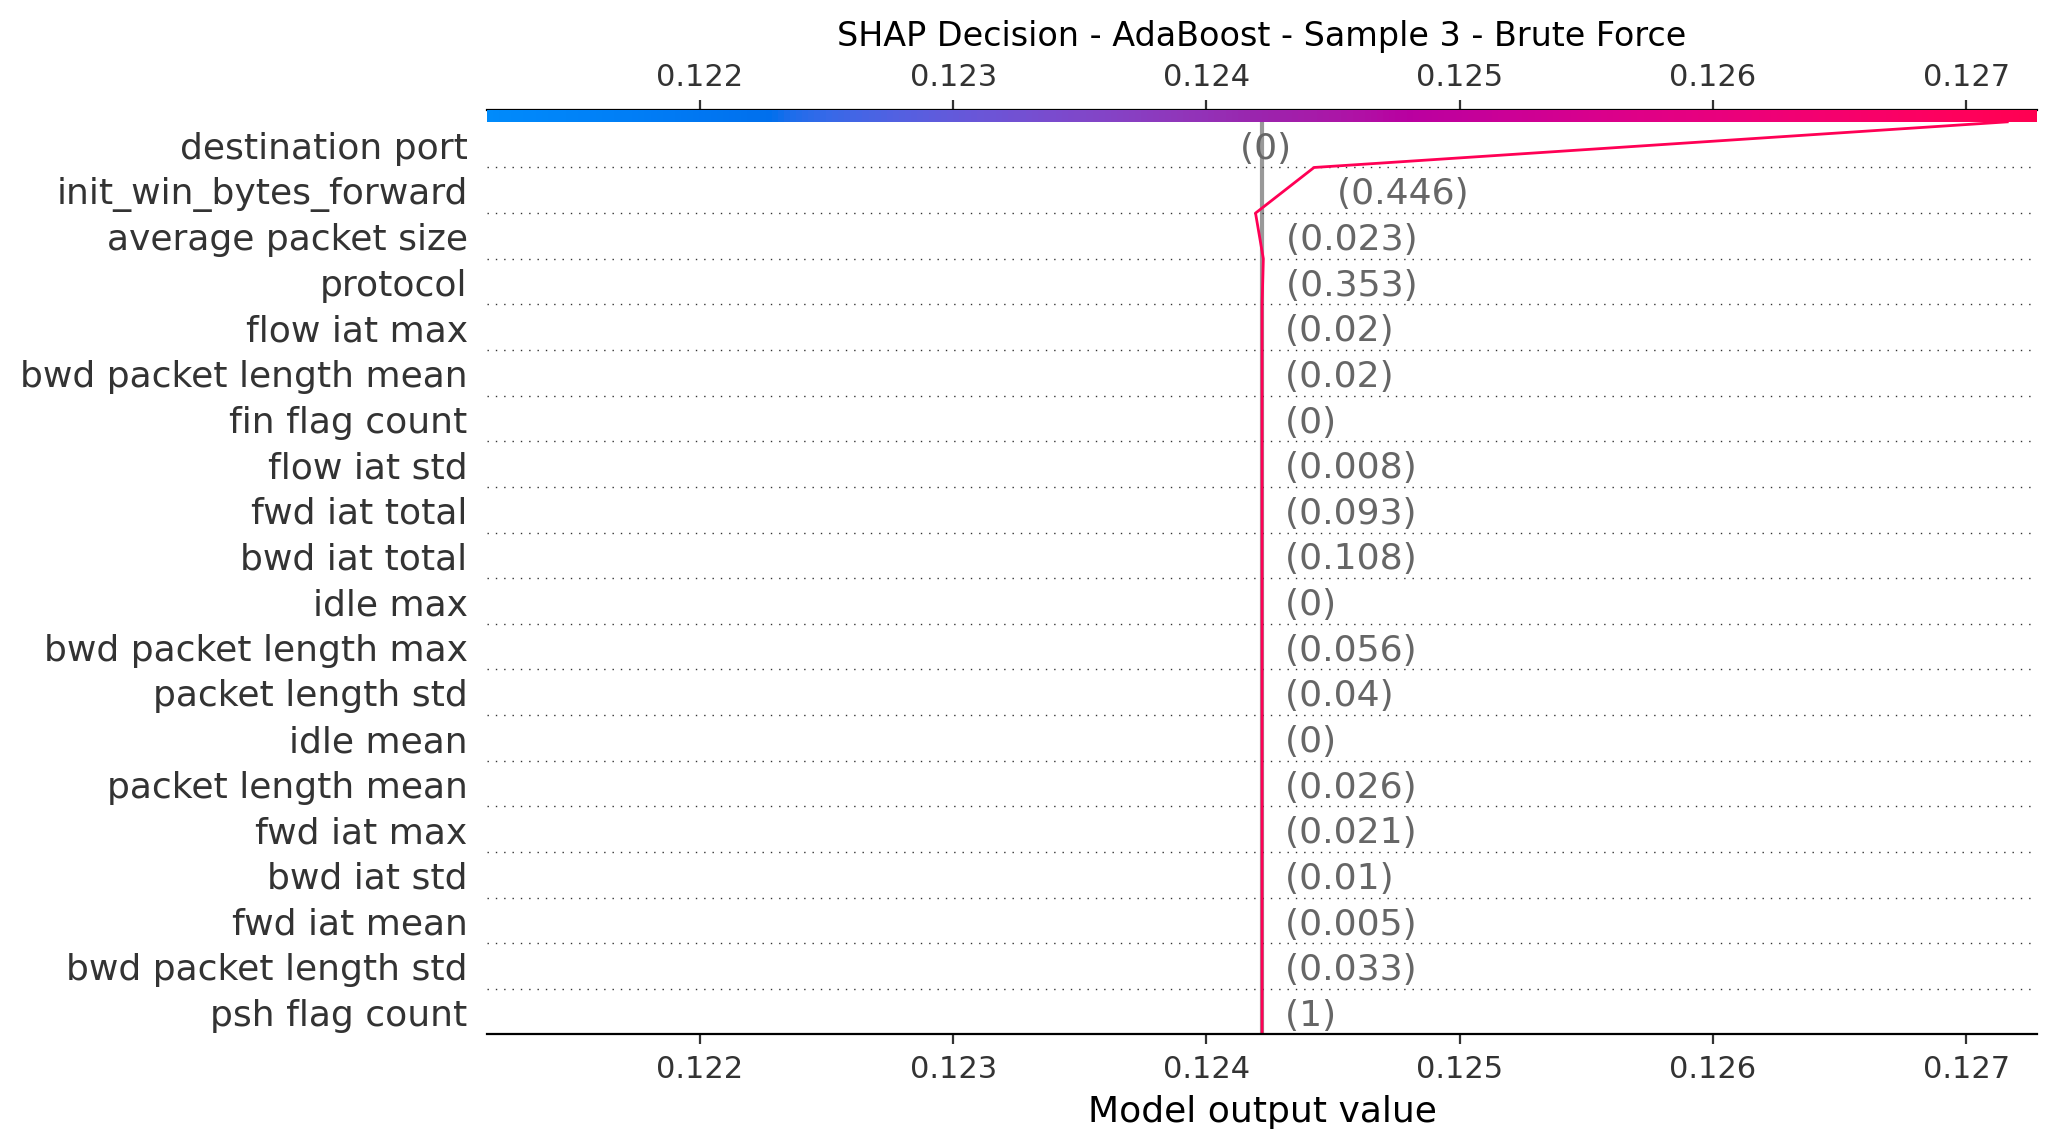 SHAP Decision - AdaBoost - Sample 3 - Brute Force
0.122 0.123 0.124 0.125 0.126 0.127
destination port (0)
init_win_bytes_forward (0.446)
average packet size (0.023)
protocol (0.353)
flow iat max (0.02)
bwd packet length mean (0.02)
fin flag count (0)
flow iat std (0.008)
fwd iat total (0.093)
bwd iat total (0.108)
idle max (0)
bwd packet length max (0.056)
packet length std (0.04)
idle mean (0)
packet length mean (0.026)
fwd iat max (0.021)
bwd iat std (0.01)
fwd iat mean (0.005)
bwd packet length std (0.033)
psh flag count (1)
0.122 0.123 0.124 0.125 0.126 0.127
Model output value